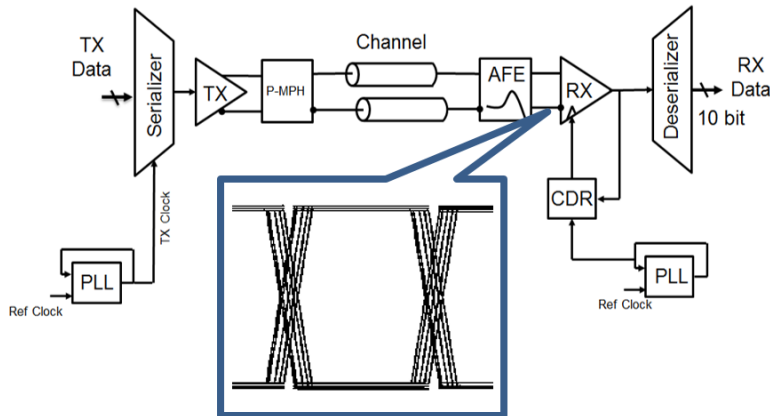 TX
Data
Serializer
TX
P-MPH
Channel
AFE
RX
Deserializer
RX
Data
10 bit
TX Clock
CDR
PLL
Ref Clock
PLL
Ref Clock